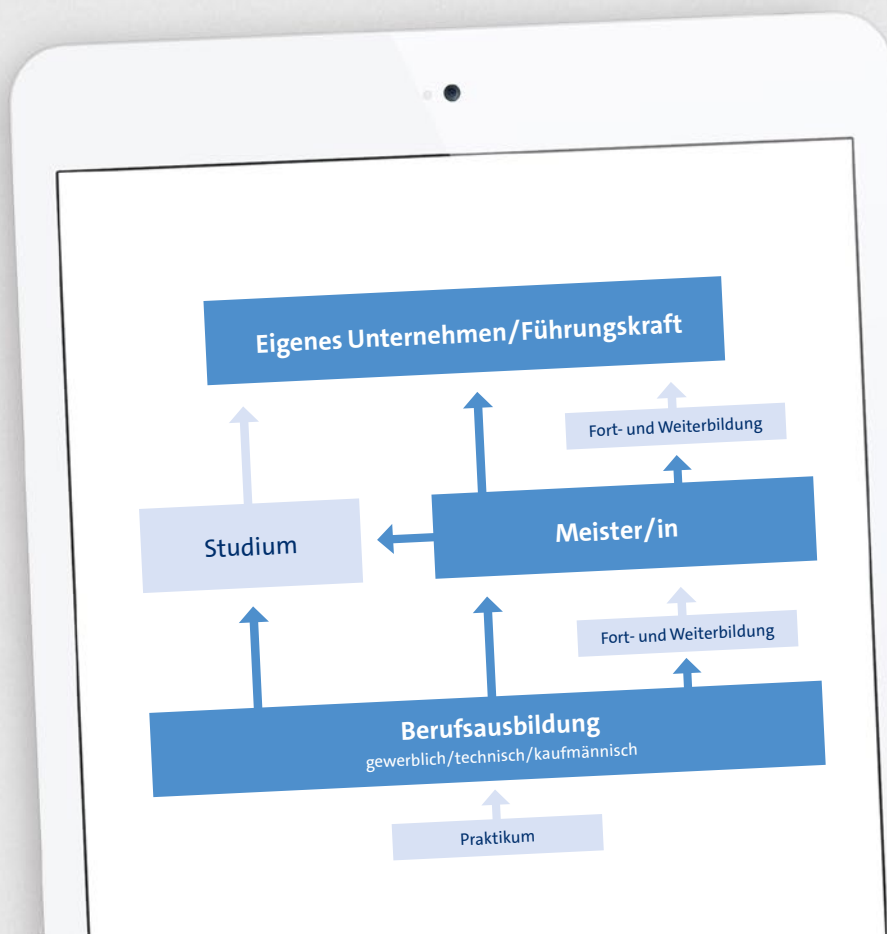 Eigenes Unternehmen/Führungskraft
Fort- und Weiterbildung
Studium
Meister/in
Fort- und Weiterbildung
Berufsausbildung
gewerblich/technisch/kaufmännisch
Praktikum